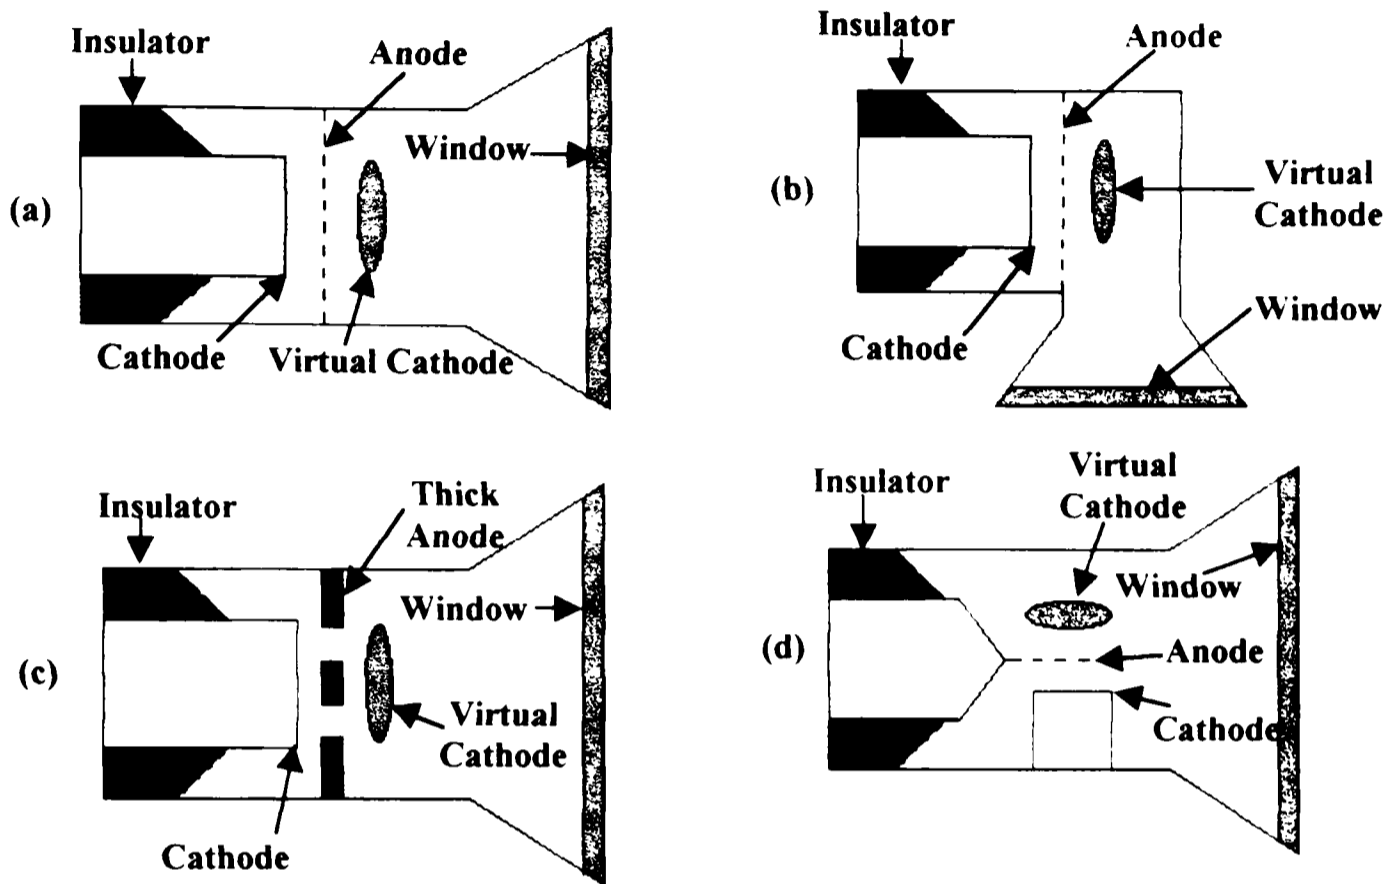 Insulator
Anode
Window
(a)
Cathode
Virtual Cathode
Insulator
Anode
(b)
Virtual
Cathode
Window
Cathode
Insulator
Thick
Anode
Window
(c)
Virtual
Cathode
Cathode
Virtual
Cathode
Insulator
Window
(d)
Anode
Cathode